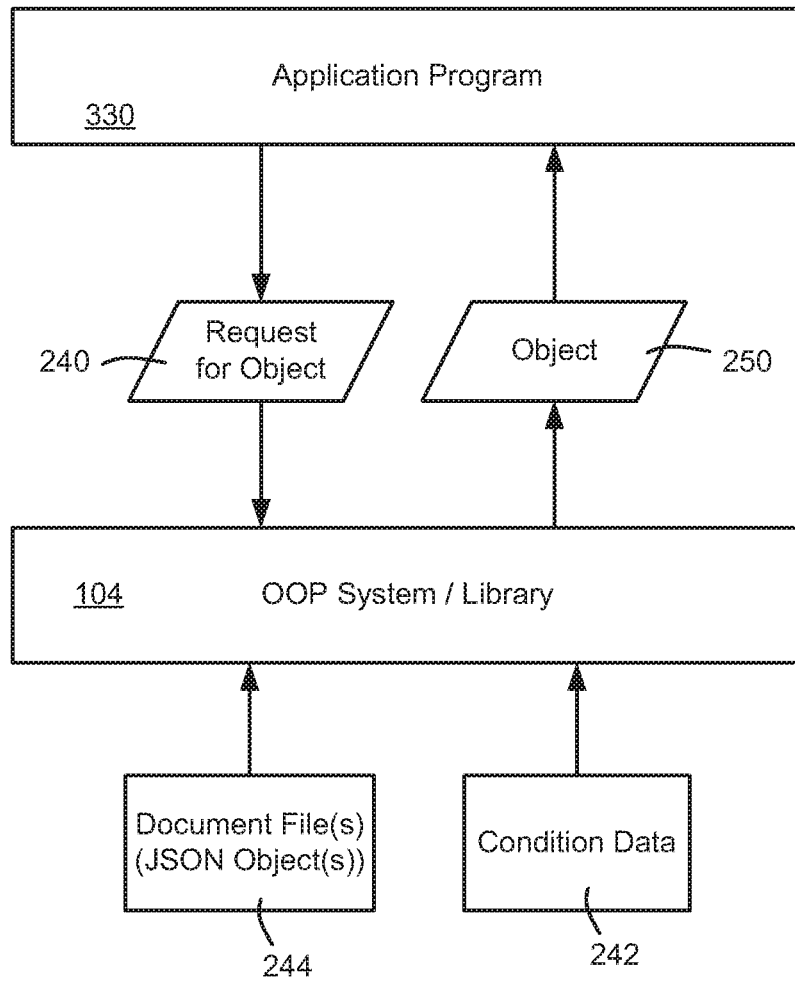 Application Program
330
Request
for Object
240
Object
250
104
OOP System / Library
Document File(s)
(JSON Object(s))
Condition Data
244
242